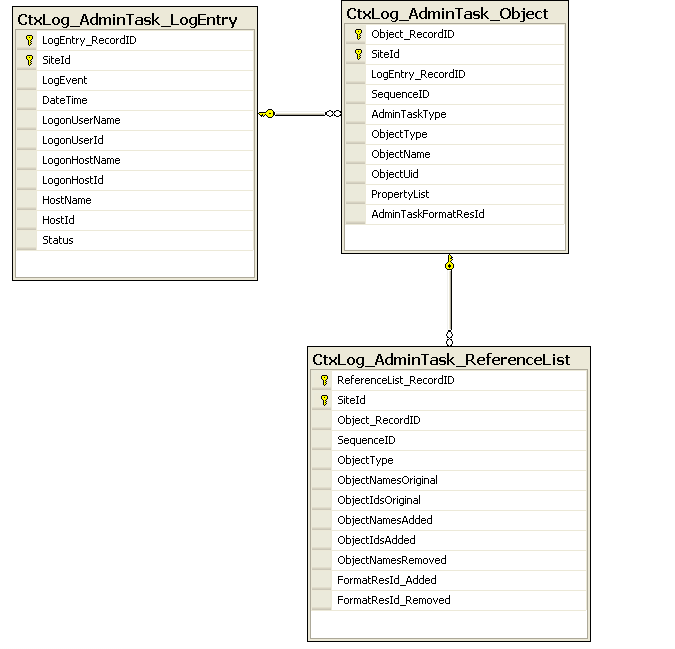 CtxLog_AdminTask_LogEntry
LogEntry_RecordID
SiteId
LogEvent
DateTime
LogonUserName
LogonUserId
LogonHostName
LogonHostId
HostName
HostId
Status
CtxLog_AdminTask_Object
Object_RecordID
SiteId
LogEntry_RecordID
SequenceID
AdminTaskType
ObjectType
ObjectName
ObjectUid
PropertyList
AdminTaskFormatResId
CtxLog_AdminTask_ReferenceList
ReferenceList_RecordID
SiteId
Object_RecordID
SequenceID
ObjectType
ObjectNamesOriginal
ObjectIdsOriginal
ObjectNamesAdded
ObjectIdsAdded
ObjectNamesRemoved
FormatResId_Added
FormatResId_Removed